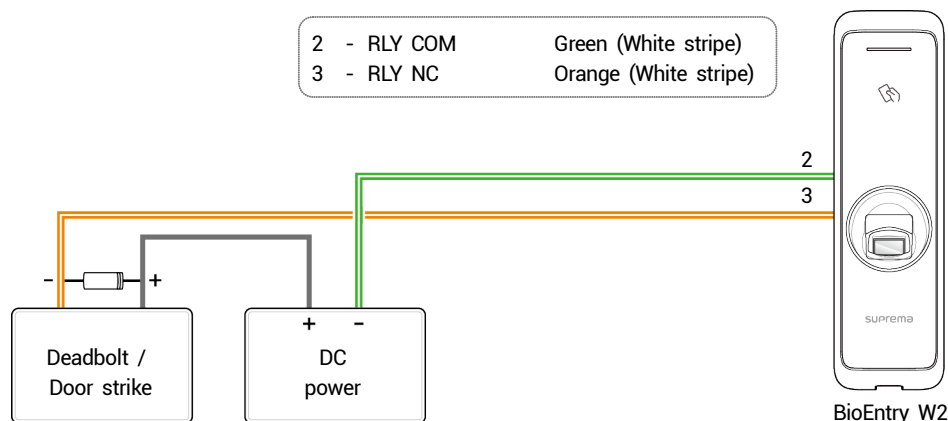 2 - RLY COM Green (White stripe)
3 - RLY NC Orange (White stripe)
2
3
- +
+ -
Deadbolt /
Door strike
DC
power
suprema
BioEntry W2